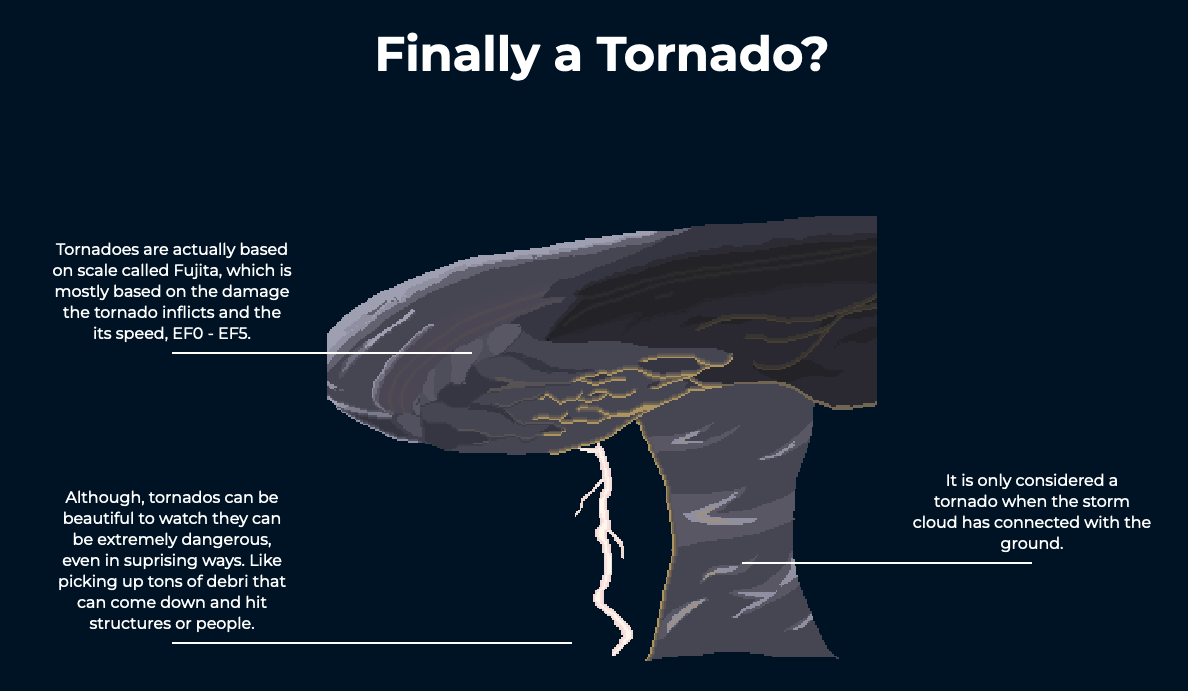 Finally a Tornado?
Tornadoes are actually based
on scale called Fujita, which is
mostly based on the damage
the tornado inflicts and the
its speed, EF0 - EF5.
Although, tornados can be
beautiful to watch they can
be extremely dangerous,
even in suprising ways. Like
picking up tons of debri that
can come down and hit
structures or people.
It is only considered a
tornado when the storm
cloud has connected with the
ground.